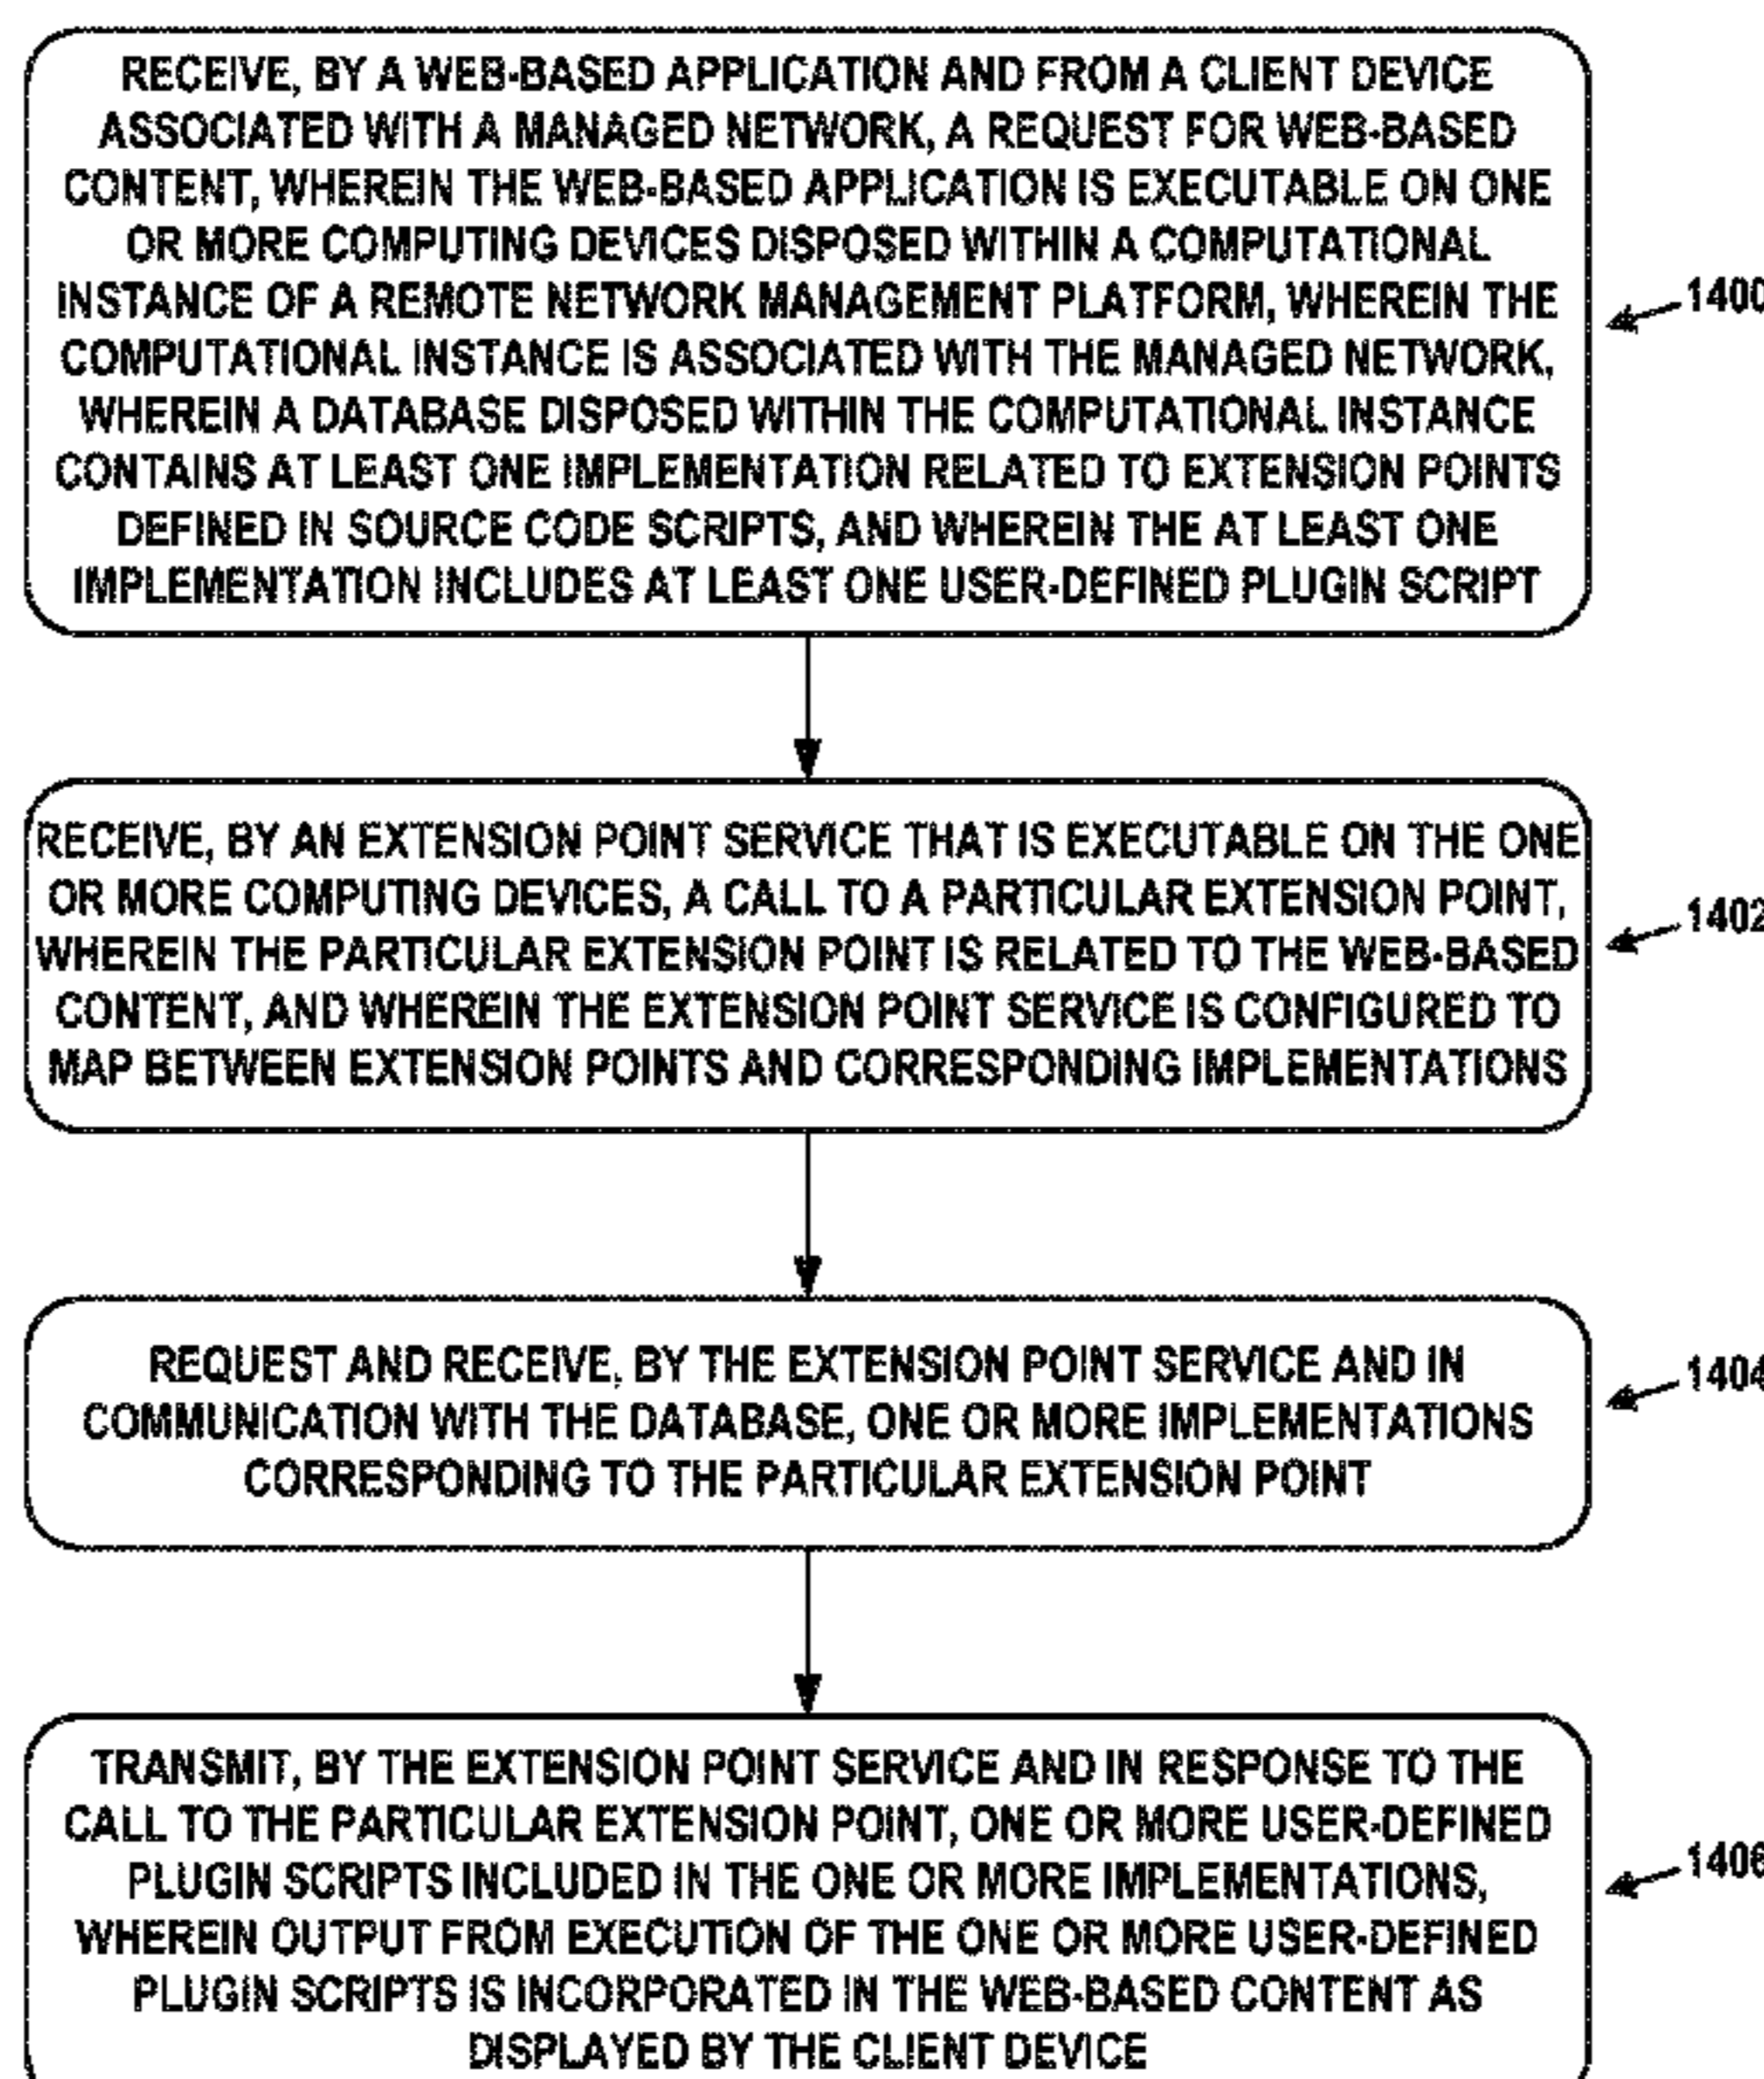 RECEIVE, BY A WEB-BASED APPLICATION AND FROM A CLIENT DEVICE
ASSOCIATED WITH A MANAGED NETWORK, A REQUEST FOR WEB-BASED
CONTENT, WHEREIN THE WEB-BASED APPLICATION IS EXECUTABLE ON ONE
OR MORE COMPUTING DEVICES DISPOSED WITHIN A COMPUTATIONAL
INSTANCE OF A REMOTE NETWORK MANAGEMENT PLATFORM, WHEREIN THE
COMPUTATIONAL INSTANCE IS ASSOCIATED WITH THE MANAGED NETWORK,
WHEREIN A DATABASE DISPOSED WITHIN THE COMPUTATIONAL INSTANCE
CONTAINS AT LEAST ONE IMPLEMENTATION RELATED TO EXTENSION POINTS
DEFINED IN SOURCE CODE SCRIPTS, AND WHEREIN THE AT LEAST ONE
IMPLEMENTATION INCLUDES AT LEAST ONE USER-DEFINED PLUGIN SCRIPT
1400
RECEIVE, BY AN EXTENSION POINT SERVICE THAT IS EXECUTABLE ON THE ONE
OR MORE COMPUTING DEVICES, A CALL TO A PARTICULAR EXTENSION POINT,
WHEREIN THE PARTICULAR EXTENSION POINT IS RELATED TO THE WEB-BASED
CONTENT, AND WHEREIN THE EXTENSION POINT SERVICE IS CONFIGURED TO
MAP BETWEEN EXTENSION POINTS AND CORRESPONDING IMPLEMENTATIONS
1402
REQUEST AND RECEIVE, BY THE EXTENSION POINT SERVICE AND IN
COMMUNICATION WITH THE DATABASE, ONE OR MORE IMPLEMENTATIONS
CORRESPONDING TO THE PARTICULAR EXTENSION POINT
1404
TRANSMIT, BY THE EXTENSION POINT SERVICE AND IN RESPONSE TO THE
CALL TO THE PARTICULAR EXTENSION POINT, ONE OR MORE USER-DEFINED
PLUGIN SCRIPTS INCLUDED IN THE ONE OR MORE IMPLEMENTATIONS,
WHEREIN OUTPUT FROM EXECUTION OF THE ONE OR MORE USER-DEFINED
PLUGIN SCRIPTS IS INCORPORATED IN THE WEB-BASED CONTENT AS
DISPLAYED BY THE CLIENT DEVICE
1406